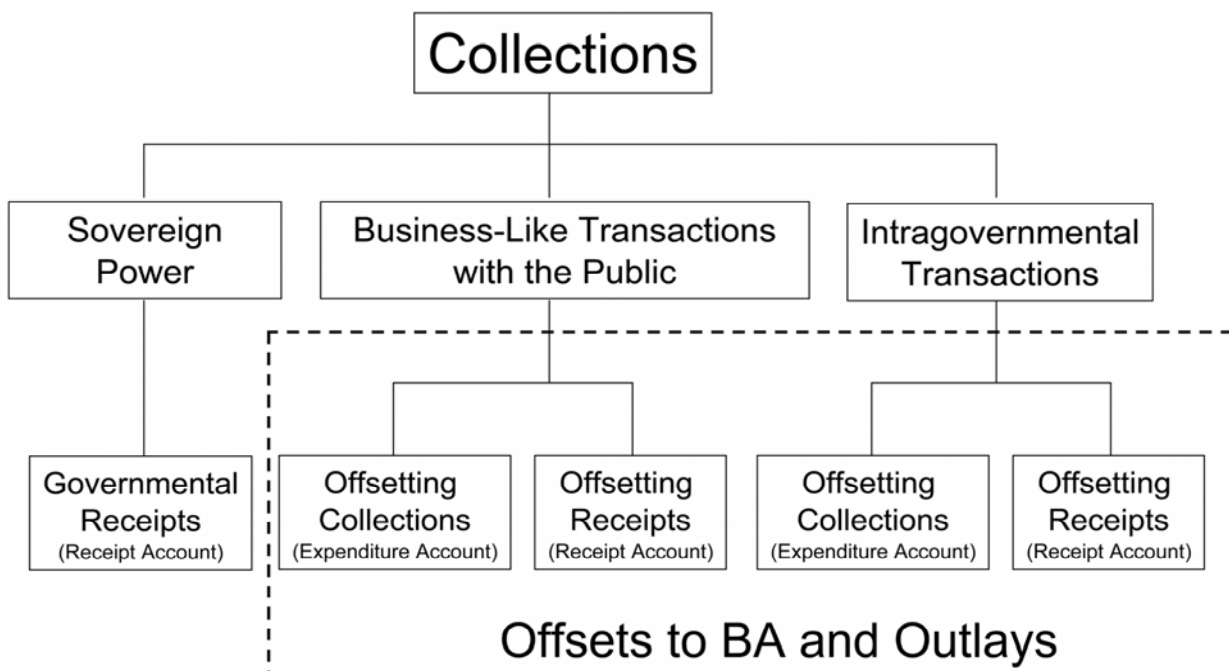 Collections
Sovereign
Power
Business-Like Transactions
with the Public
Intragovernmental
Transactions
Governmental
Receipts
(Receipt Account)
Offsetting
Collections
(Expenditure Account)
Offsetting
Receipts
(Receipt Account)
Offsetting
Collections
(Expenditure Account)
Offsetting
Receipts
(Receipt Account)
Offsets to BA and Outlays